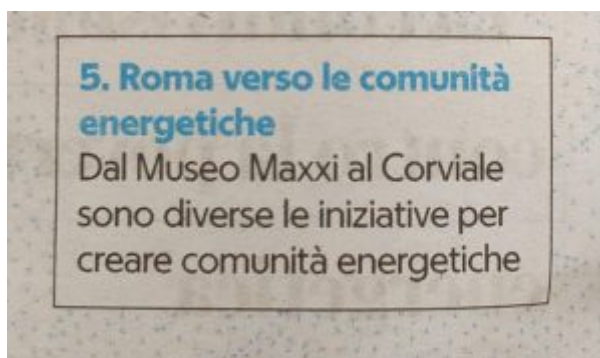 5. Roma verso le comunità
energetiche
Dal Museo Maxxi al Corviale
sono diverse le iniziative per
creare comunità energetiche